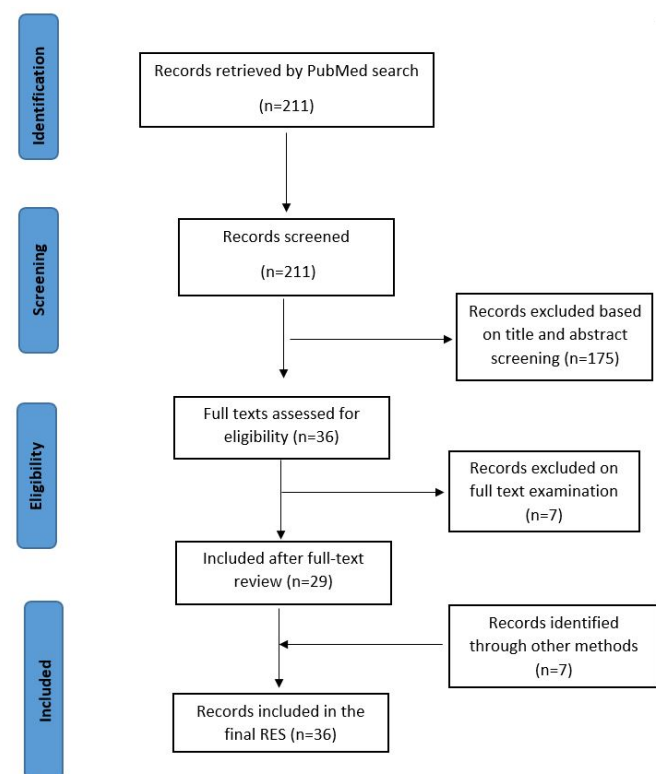 Identification
Records retrieved by PubMed search
(n=211)
Screening
Records screened
(n=211)
Records excluded based
on title and abstract
screening (n=175)
Eligibility
Full texts assessed for
eligibility (n=36)
Records excluded on
full text examination
(n=7)
Included after full-text
review (n=29)
Included
Records identified
through other methods
(n=7)
Records included in the
final RES (n=36)